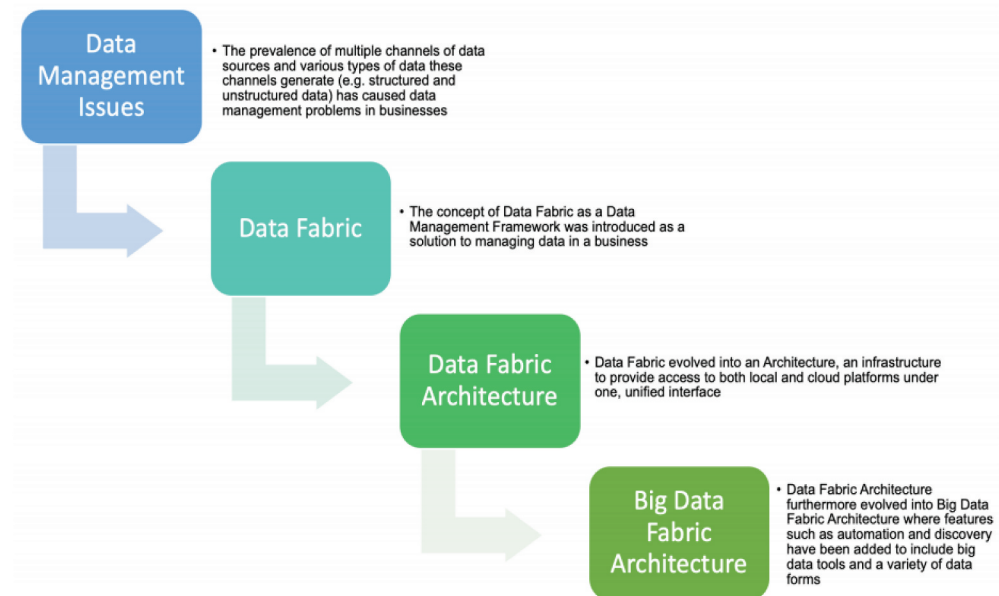 Data
Management
Issues
• The prevalence of multiple channels of data
sources and various types of data these
channels generate (e.g. structured and
unstructured data) has caused data
management problems in businesses
Data Fabric
• The concept of Data Fabric as a Data
Management Framework was introduced as a
solution to managing data in a business
Data Fabric
Architecture
• Data Fabric evolved into an Architecture, an infrastructure
to provide access to both local and cloud platforms under
one, unified interface
Big Data
Fabric
Architecture
• Data Fabric Architecture
furthermore evolved into Big Data
Fabric Architecture where features
such as automation and discovery
have been added to include big
data tools and a variety of data
forms